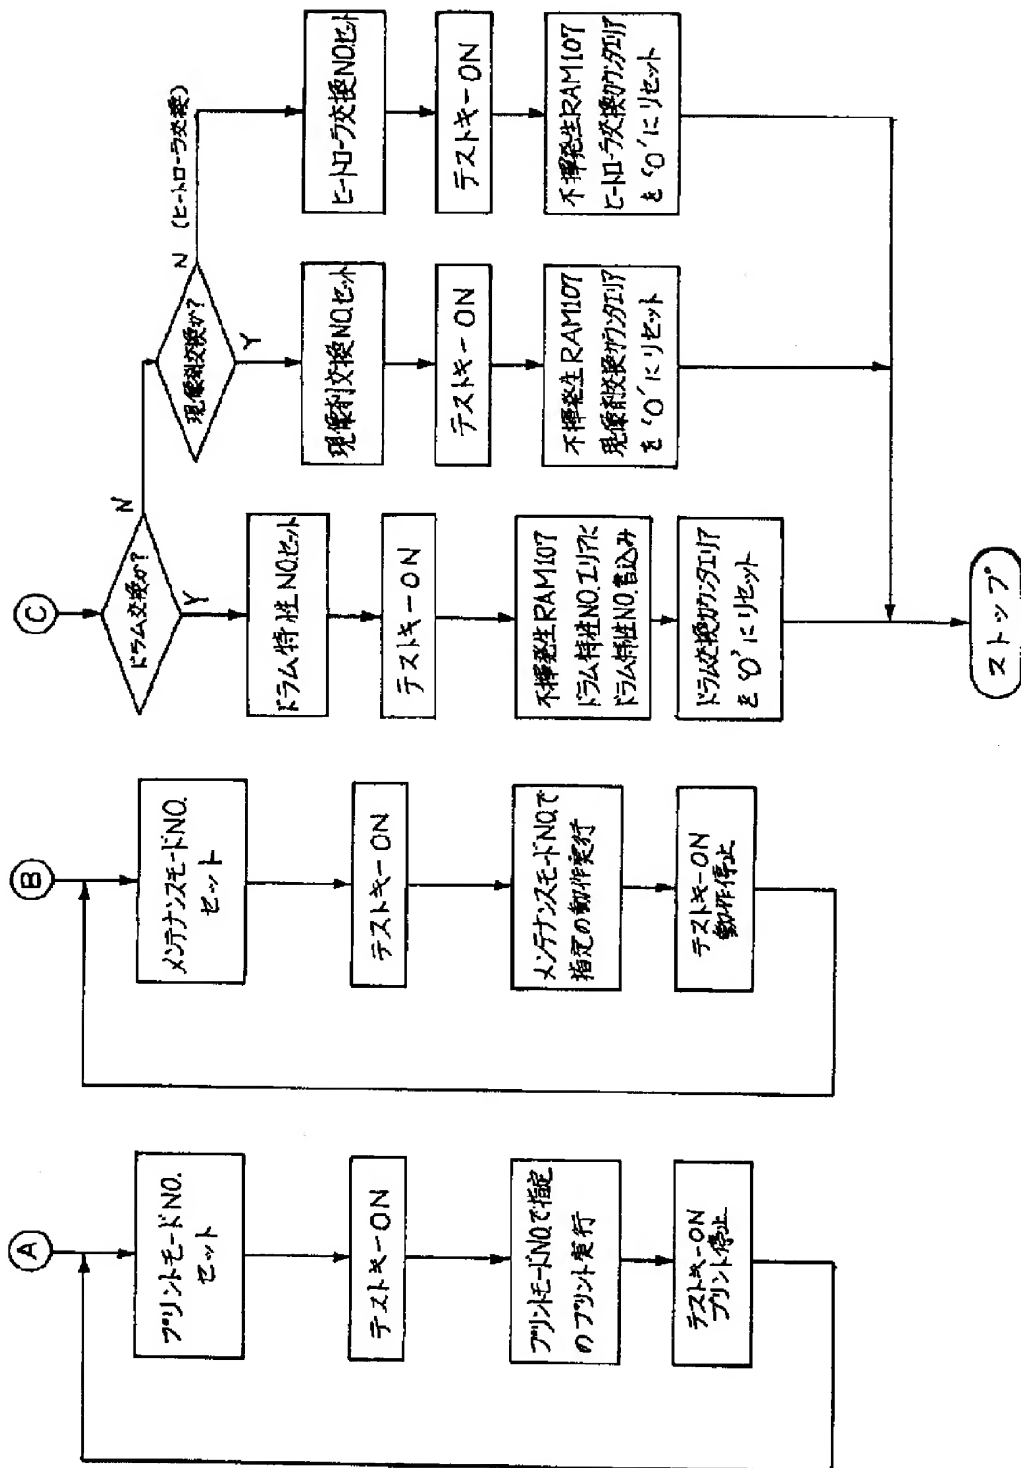 A
プリントモードNO.
セット
テストキーON
プリントモードNO.で指定
のプリント実行
テストキーON
プリント停止
B
メンテナンスモードNO.
セット
テストキーON
メンテナンスモードNO.で
指定の動作実行
テストキーON
動作停止
C
ドラム交換か?
Y
N
ドラム特性NO.セット
テストキーON
不揮発生RAM107
ドラム特性NO.エリアに
ドラム特性NO.書込み
ドラム交換カウンタエリア
を'0'にリセット
現像剤交換か?
Y
N
(ヒートローラ交換)
現像剤交換NO.セット
テストキーON
不揮発生RAM107
現像剤交換カウンタエリア
を'0'にリセット
ヒートローラ交換NO.セット
テストキーON
不揮発生RAM107
ヒートローラ交換カウンタエリア
を'0'にリセット
ストップ